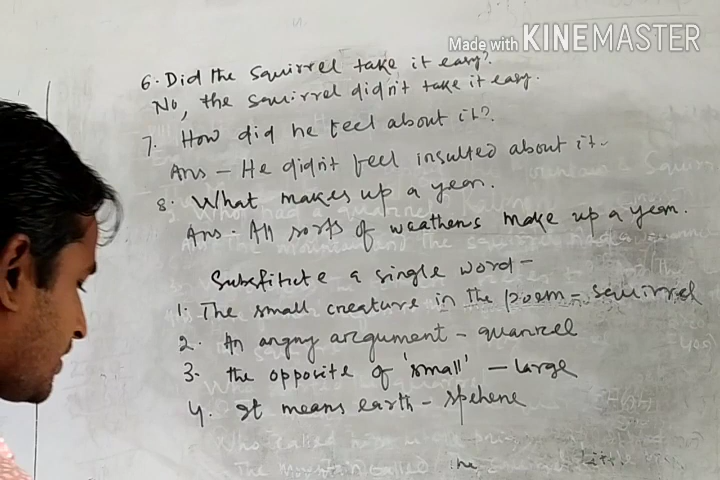 Made with KINEMASTER
6. Did the squirrel take it easy?
No, the squirrel didn't take it easy.
7. How did he feel about it?
Ans - He didn't feel insulted about it.
8. What makes up a year.
Ans. All sorts of weathers make up a year.
Substitute a single word -
1. The small creature in the poem - squirrel
2. An angry argument - quarrel
3. The opposite of 'small' - large
4. It means earth - sphere